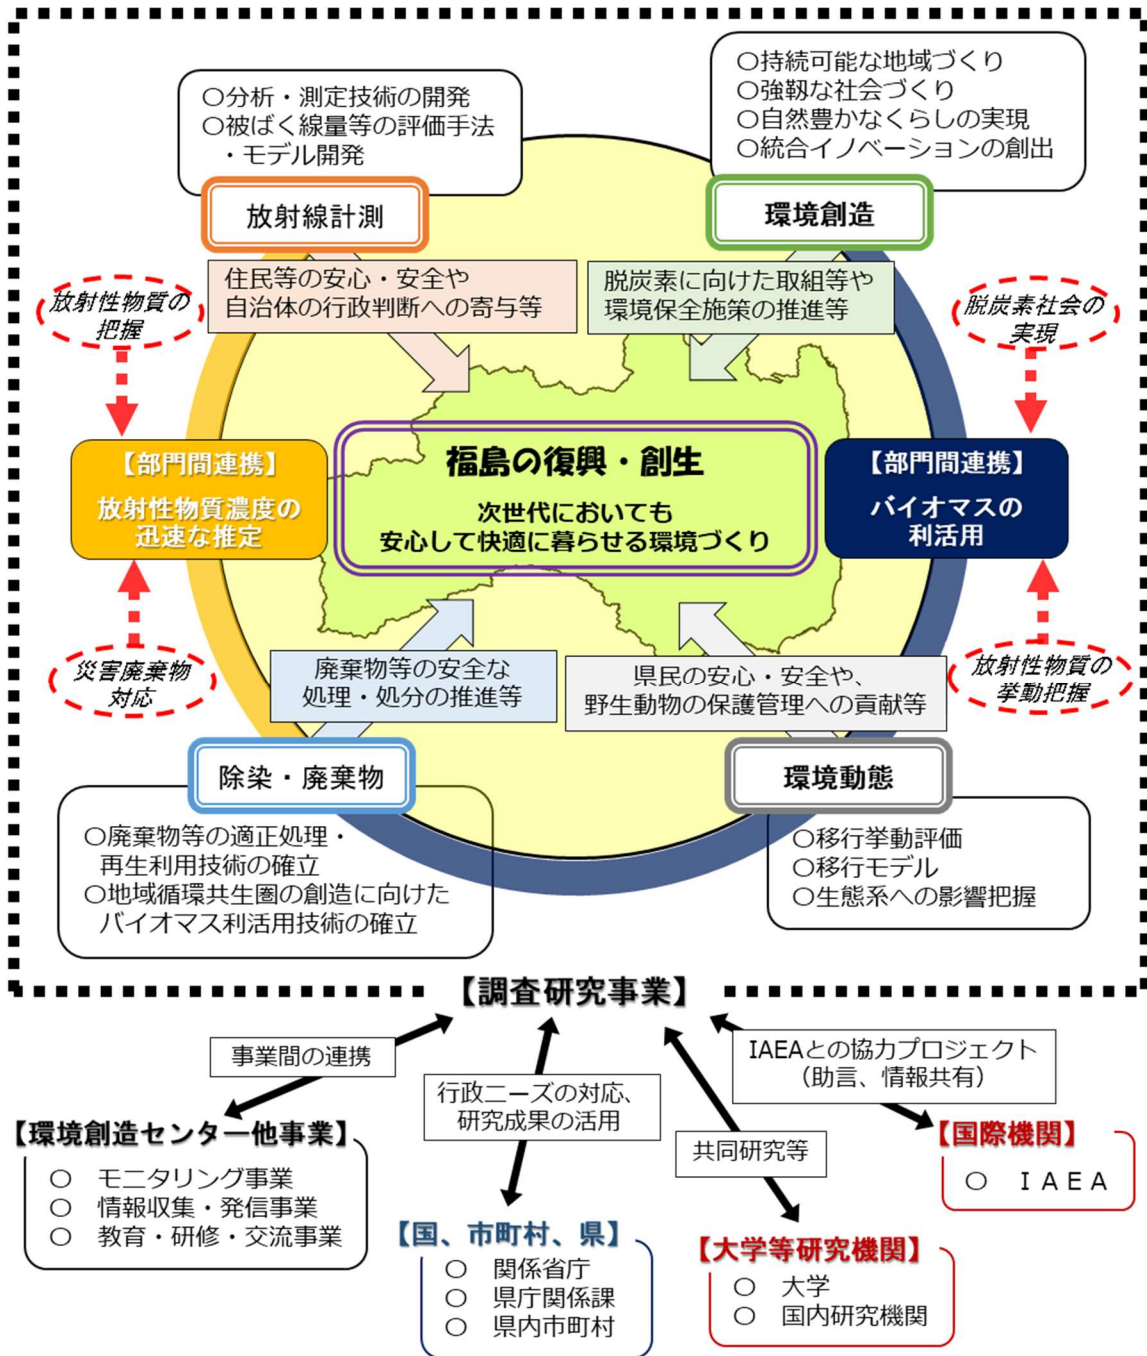 ○分析・測定技術の開発
○被ばく線量等の評価手法
・モデル開発
放射線計測
○持続可能な地域づくり
○強靱な社会づくり
○自然豊かなくらしの実現
○統合イノベーションの創出
環境創造
住民等の安心・安全や
自治体の行政判断への寄与等
脱炭素に向けた取組等や
環境保全施策の推進等
放射性物質の
把握
脱炭素社会の
実現
【部門間連携】
放射性物質濃度の
迅速な推定
福島の復興・創生
次世代においても
安心して快適に暮らせる環境づくり
【部門間連携】
バイオマスの
利活用
災害廃棄物
対応
廃棄物等の安全な
処理・処分の推進等
県民の安心・安全や、
野生動物の保護管理への貢献等
放射性物質の
挙動把握
除染・廃棄物
○廃棄物等の適正処理・
再生利用技術の確立
○地域循環共生圏の創造に向けた
バイオマス利活用技術の確立
環境動態
○移行挙動評価
○移行モデル
○生態系への影響把握
【調査研究事業】
事業間の連携
行政ニーズの対応、
研究成果の活用
共同研究等
IAEAとの協力プロジェクト
（助言、情報共有）
【環境創造センター他事業】
○ モニタリング事業
○ 情報収集・発信事業
○ 教育・研修・交流事業
【国、市町村、県】
○ 関係省庁
○ 県庁関係課
○ 県内市町村
【大学等研究機関】
○ 大学
○ 国内研究機関
【国際機関】
○ ＩＡＥＡ